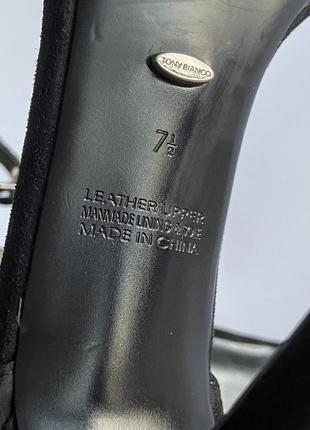 TONY BIANCO
7½
LEATHER UPPER
MANMADE LINING & SOLE
MADE IN CHINA